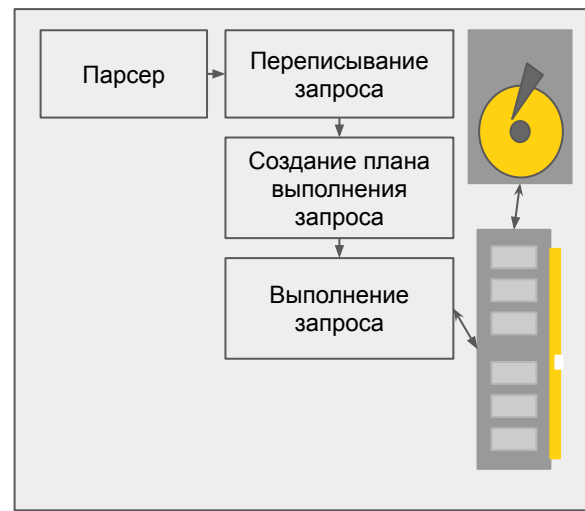 Парсер
Переписывание
запроса
Создание плана
выполнения
запроса
Выполнение
запроса